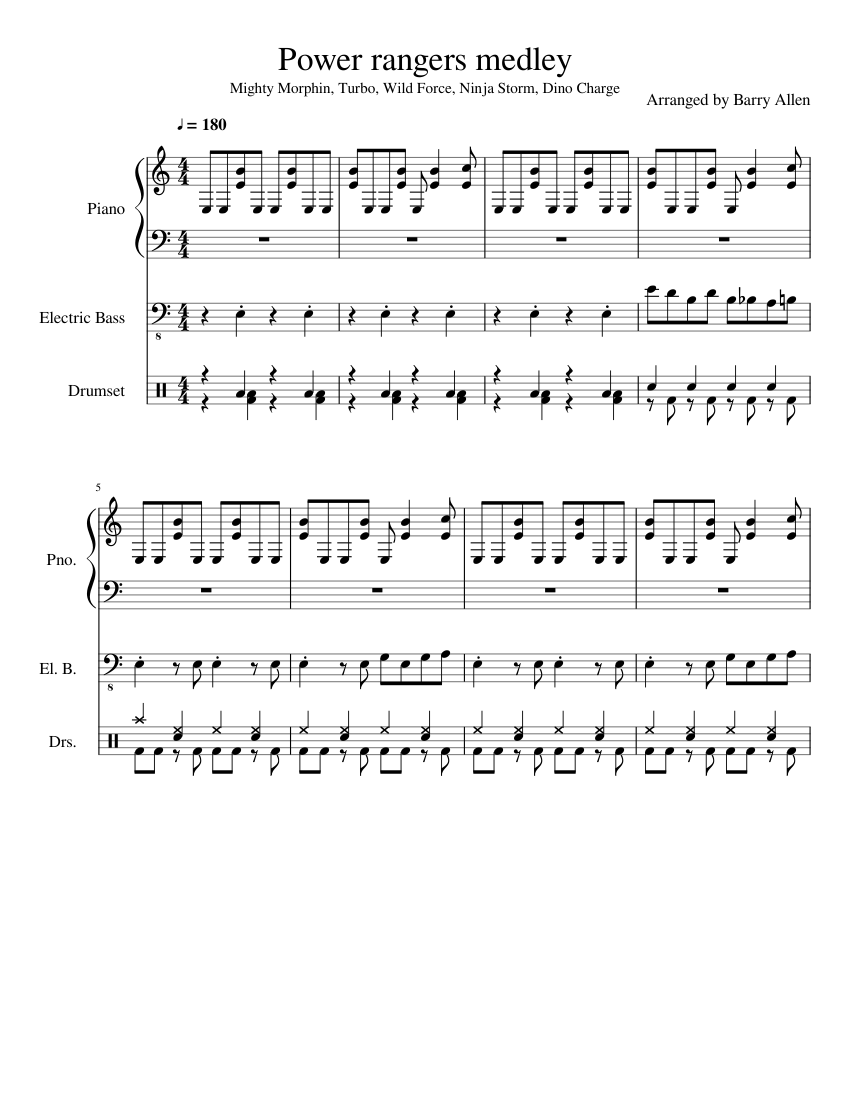 Power rangers medley
Mighty Morphin, Turbo, Wild Force, Ninja Storm, Dino Charge
Arranged by Barry Allen
♩ = 180
Piano
Electric Bass
Drumset
5
Pno.
El. B.
Drs.